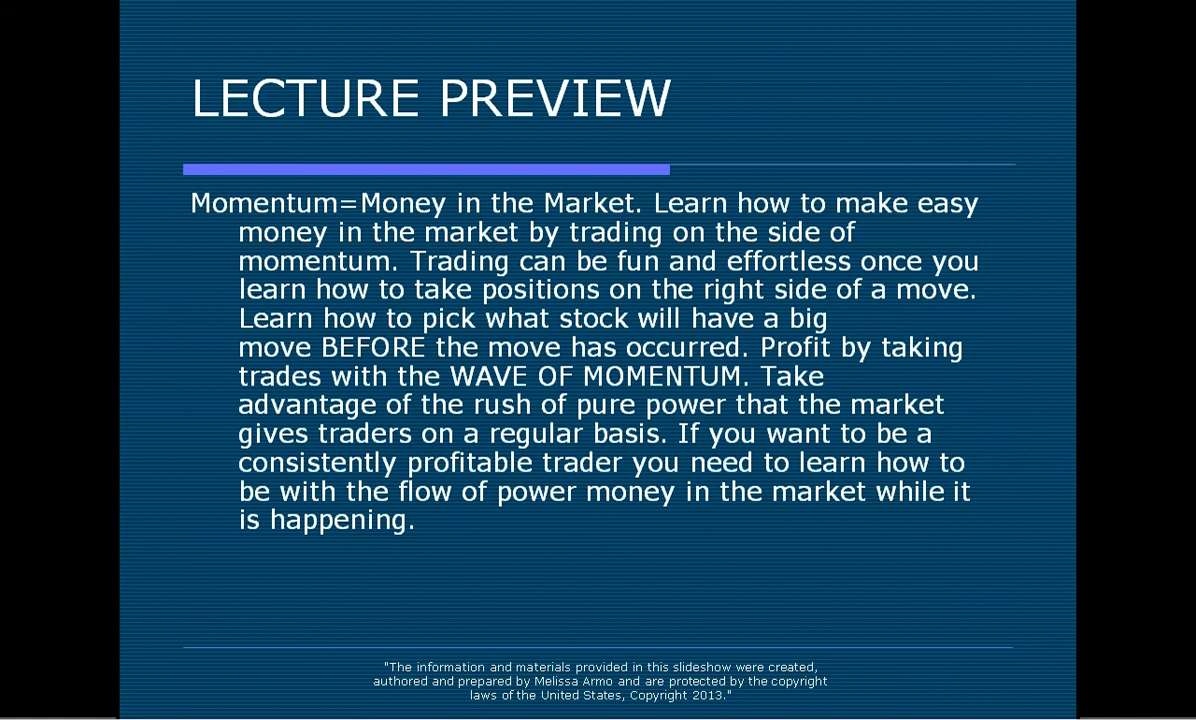 LECTURE PREVIEW
Momentum=Money in the Market. Learn how to make easy
money in the market by trading on the side of
momentum. Trading can be fun and effortless once you
learn how to take positions on the right side of a move.
Learn how to pick what stock will have a big
move BEFORE the move has occurred. Profit by taking
trades with the WAVE OF MOMENTUM. Take
advantage of the rush of pure power that the market
gives traders on a regular basis. If you want to be a
consistently profitable trader you need to learn how to
be with the flow of power money in the market while it
is happening.
"The information and materials provided in this slideshow were created,
authored and prepared by Melissa Armo and are protected by the copyright
laws of the United States, Copyright 2013."